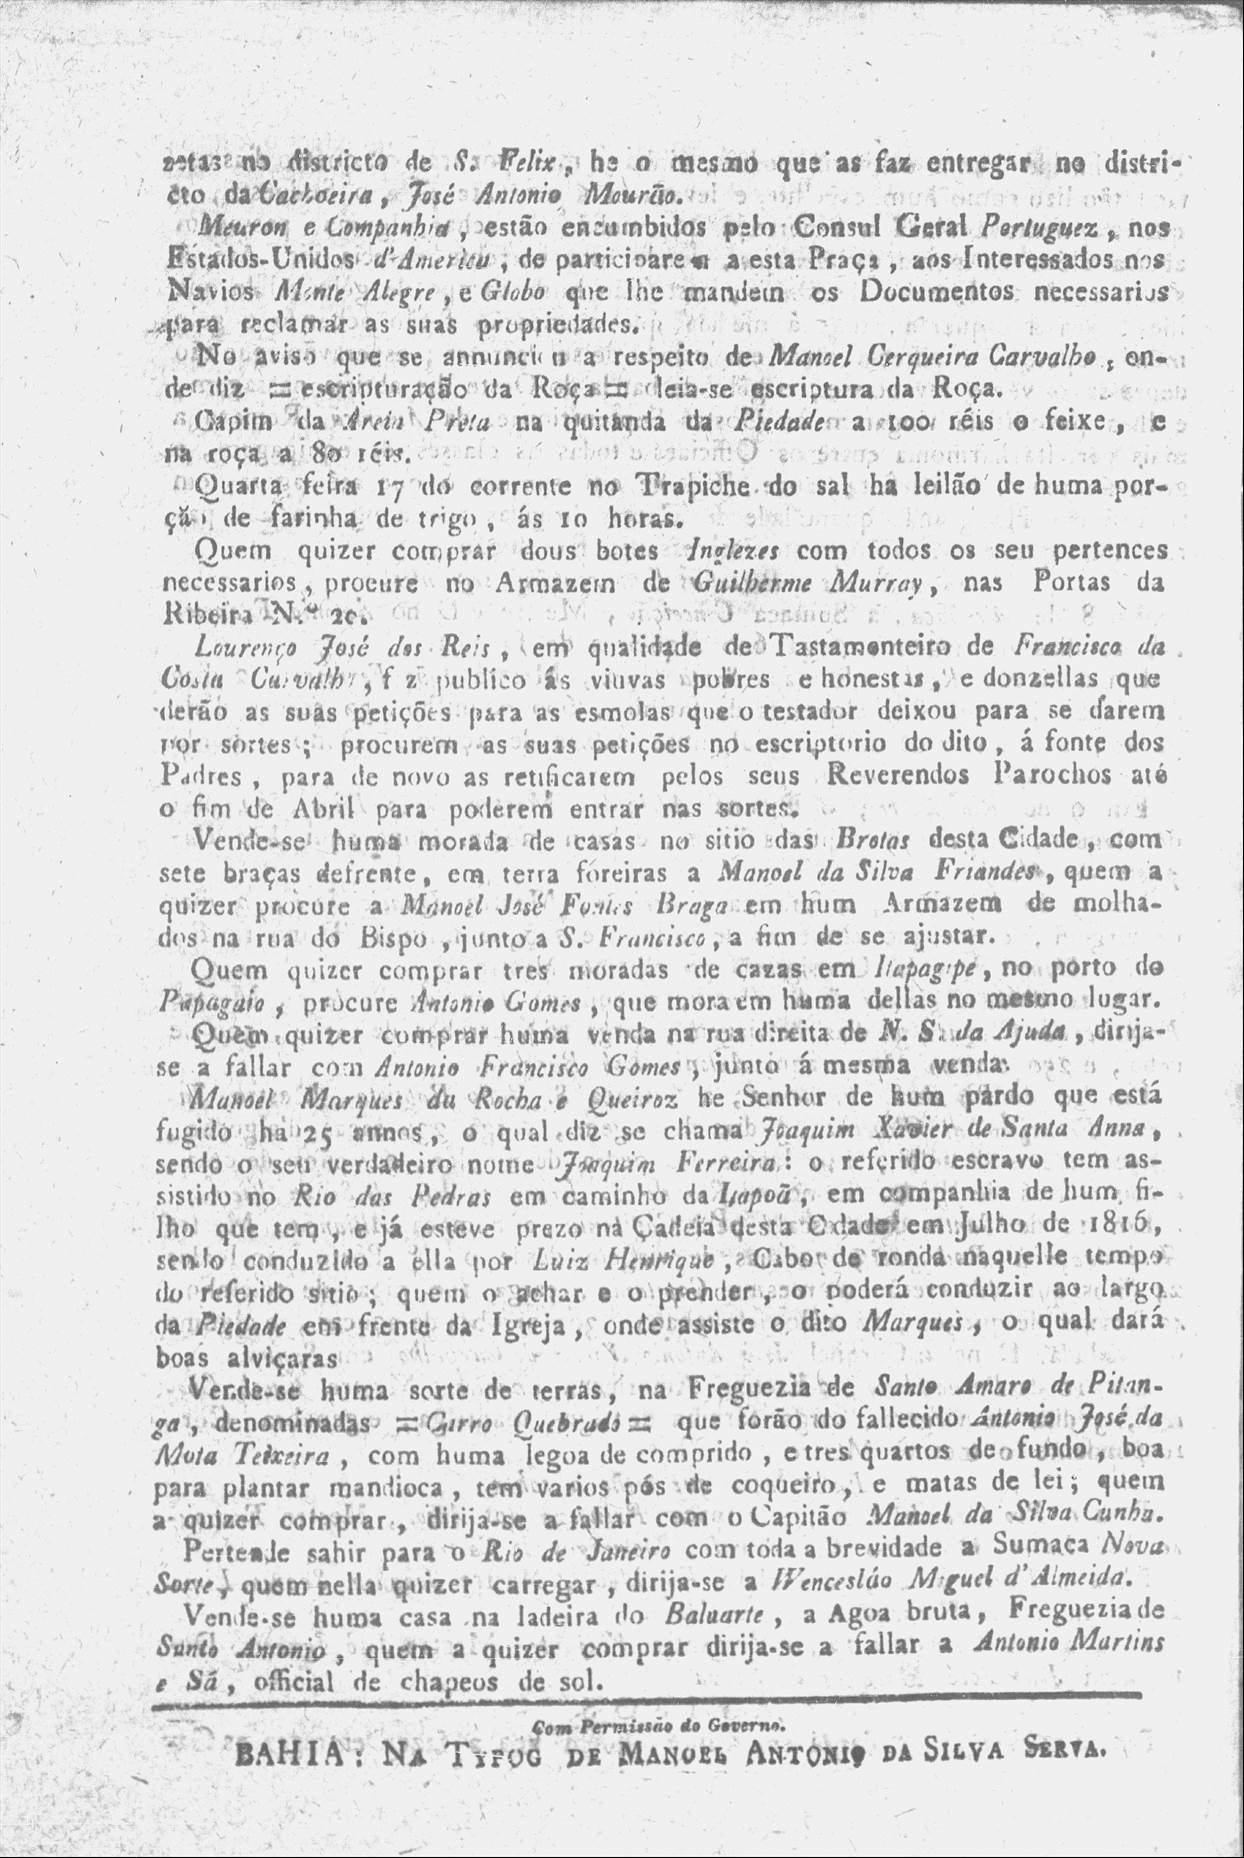 zetas no districto de S. Felix, he o mesmo que as faz entregar no distri-
cto da Cachoeira, José Antonio Mourão.
Meuron e Companhia, estão encumbidos pelo Consul Geral Portuguez, nos
Estados-Unidos d'America, de participarem a esta Praça, aos Interessados nos
Navios Monte Alegre, e Globo que lhe mandem os Documentos necessarios
para reclamar as suas propriedades.
No aviso que se annunciou a respeito de Manoel Cerqueira Carvalho, on-
de diz = escripturação da Roça = leia-se escriptura da Roça.
Capim da Areia Preta na quitanda da Piedade a 100 réis o feixe, e
na roça a 80 réis.
Quarta feira 17 do corrente no Trapiche do sal ha leilão de huma por-
ção de farinha de trigo, ás 10 horas.
Quem quizer comprar dous botes Inglezes com todos os seu pertences
necessarios, procure no Armazem de Guilherme Murray, nas Portas da
Ribeira N.º 20.
Lourenço José dos Reis, em qualidade de Tastamenteiro de Francisco da
Costa Carvalho, faz publico ás viuvas pobres e honestas, e donzellas que
derão as suas petições para as esmolas que o testador deixou para se darem
por sortes; procurem as suas petições no escriptorio do dito, á fonte dos
Padres, para de novo as retificarem pelos seus Reverendos Parochos até
o fim de Abril para poderem entrar nas sortes.
Vende-se huma morada de casas no sitio das Brotas desta Cidade, com
sete braças defrente, em terra foreiras a Manoel da Silva Friandes, quem a
quizer procure a Manoel José Fontes Braga em hum Armazem de molha-
dos na rua do Bispo, junto a S. Francisco, a fim de se ajustar.
Quem quizer comprar tres moradas de cazas em Itapagipe, no porto do
Papagaio, procure Antonio Gomes, que mora em huma dellas no mesmo lugar.
Quem quizer comprar huma venda na rua direita de N. S. da Ajuda, dirija-
se a fallar com Antonio Francisco Gomes, junto á mesma venda.
Manoel Marques da Rocha e Queiroz he Senhor de hum pardo que está
fugido ha 25 annos, o qual diz se chama Joaquim Xavier de Santa Anna,
sendo o seu verdadeiro nome Joaquim Ferreira: o referido escravo tem as-
sistido no Rio das Pedras em caminho da Itapoã, em companhia de hum fi-
lho que tem, e já esteve prezo na Cadeia desta Cidade em Julho de 1816,
sendo conduzido a ella por Luiz Henrique, Cabo de ronda naquelle tempo
do referido sitio; quem o achar e o prender, o poderá conduzir ao largo
da Piedade em frente da Igreja, onde assiste o dito Marques, o qual dará
boas alviçaras
Vende-se huma sorte de terras, na Freguezia de Santo Amaro de Pitan-
ga, denominadas = Carro Quebrado = que forão do fallecido Antonio José da
Mota Teixeira, com huma legoa de comprido, e tres quartos de fundo, boa
para plantar mandioca, tem varios pés de coqueiro, e matas de lei; quem
a quizer comprar, dirija-se a fallar com o Capitão Manoel da Silva Cunha.
Pertende sahir para o Rio de Janeiro com toda a brevidade a Sumaca Nova
Sorte, quem nella quizer carregar, dirija-se a Wencesláo Miguel d'Almeida.
Vende-se huma casa na ladeira do Baluarte, a Agoa bruta, Freguezia de
Santo Antonio, quem a quizer comprar dirija-se a fallar a Antonio Martins
e Sá, official de chapeos de sol.
Com Permissão do Governo.
BAHIA: NA TYPOG DE MANOEL ANTONIO DA SILVA SERVA.